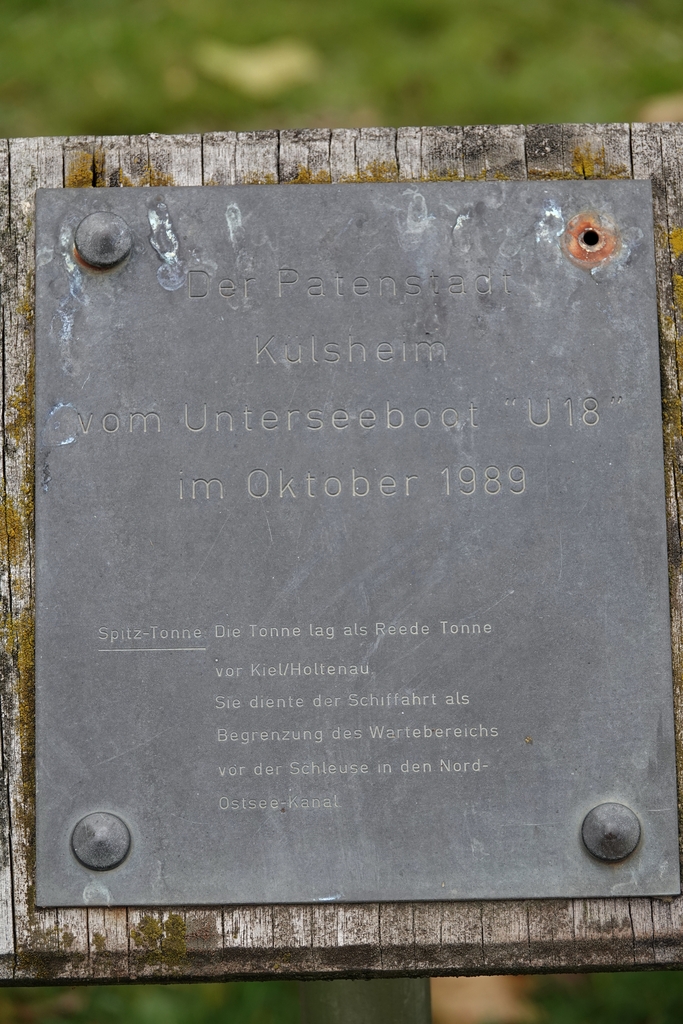 Der Patenstadt
Külsheim
vom Unterseeboot "U18"
im Oktober 1989
Spitz-Tonne Die Tonne lag als Reede Tonne
vor Kiel/Holtenau.
Sie diente der Schiffahrt als
Begrenzung des Wartebereichs
vor der Schleuse in den Nord-
Ostsee-Kanal.